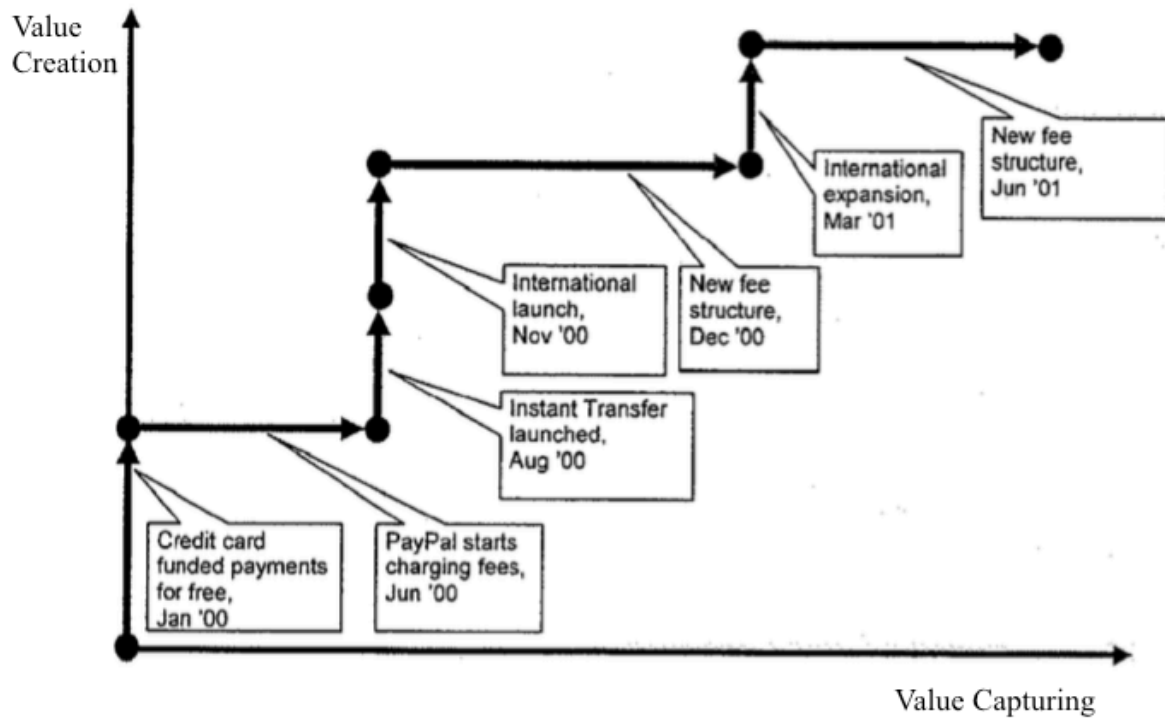 Value
Creation
New fee
structure,
Jun '01
International
expansion,
Mar '01
International
launch,
Nov '00
New fee
structure,
Dec '00
Instant Transfer
launched,
Aug '00
Credit card
funded payments
for free,
Jan '00
PayPal starts
charging fees,
Jun '00
Value Capturing